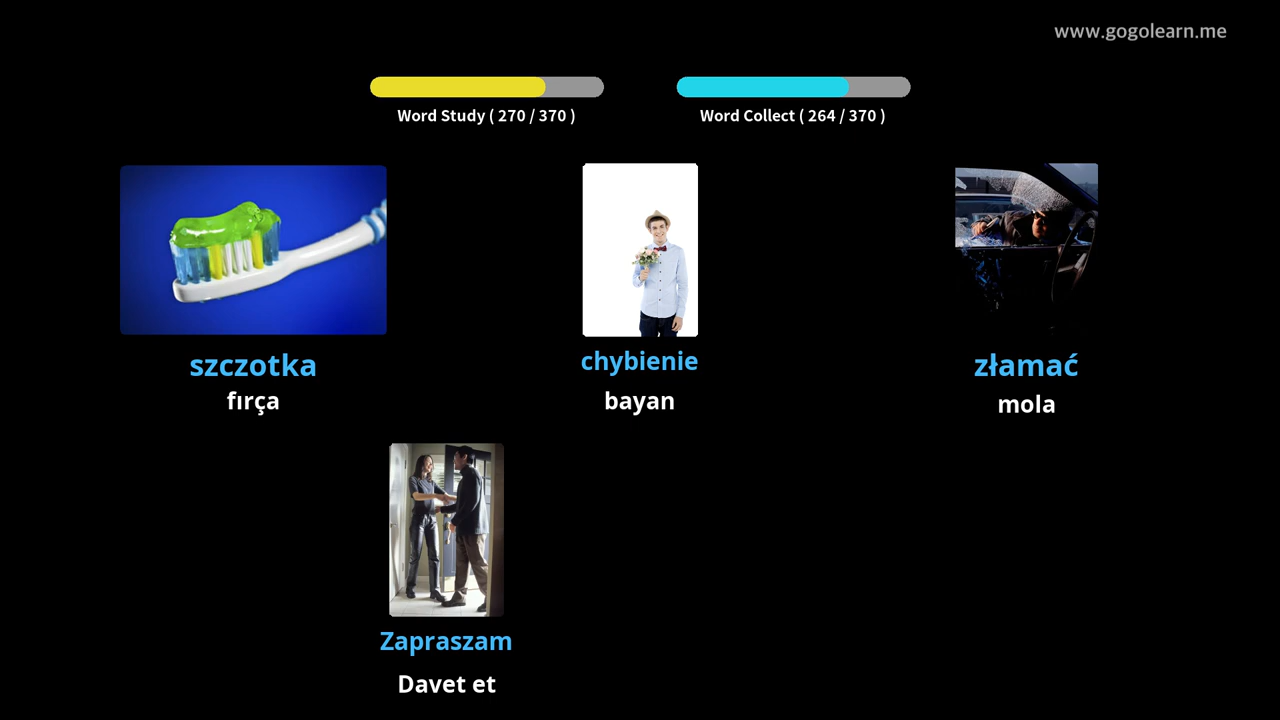 www.gogolearn.me
Word Study ( 270 / 370 )
Word Collect ( 264 / 370 )
szczotka
fırça
chybienie
bayan
złamać
mola
Zapraszam
Davet et